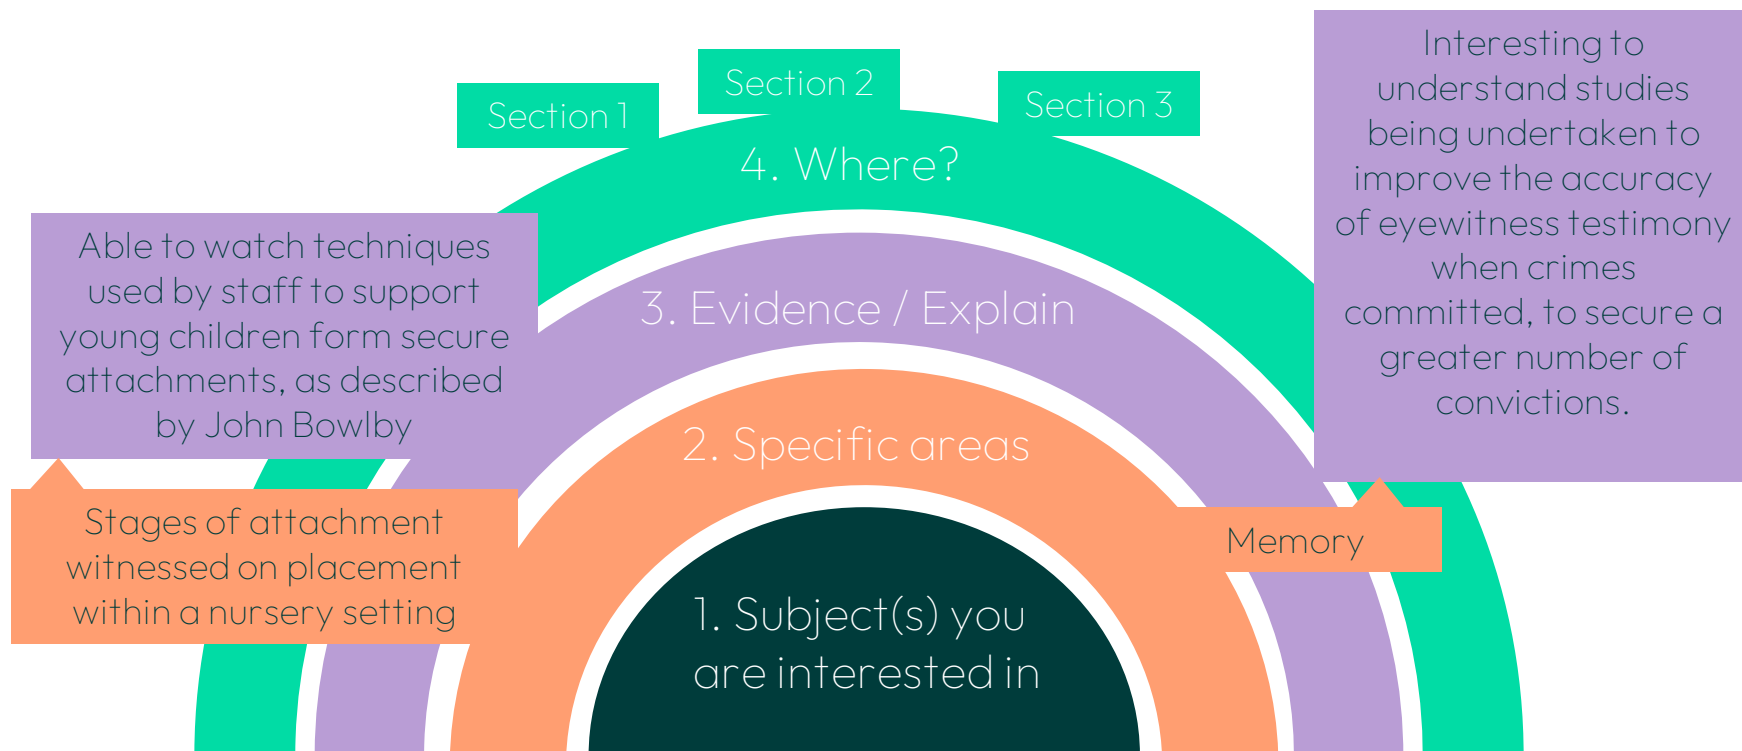 Section 1
Section 2
Section 3
4. Where?
3. Evidence / Explain
2. Specific areas
1. Subject(s) you
are interested in
Able to watch techniques
used by staff to support
young children form secure
attachments, as described
by John Bowlby
Stages of attachment
witnessed on placement
within a nursery setting
Interesting to
understand studies
being undertaken to
improve the accuracy
of eyewitness testimony
when crimes
committed, to secure a
greater number of
convictions.
Memory